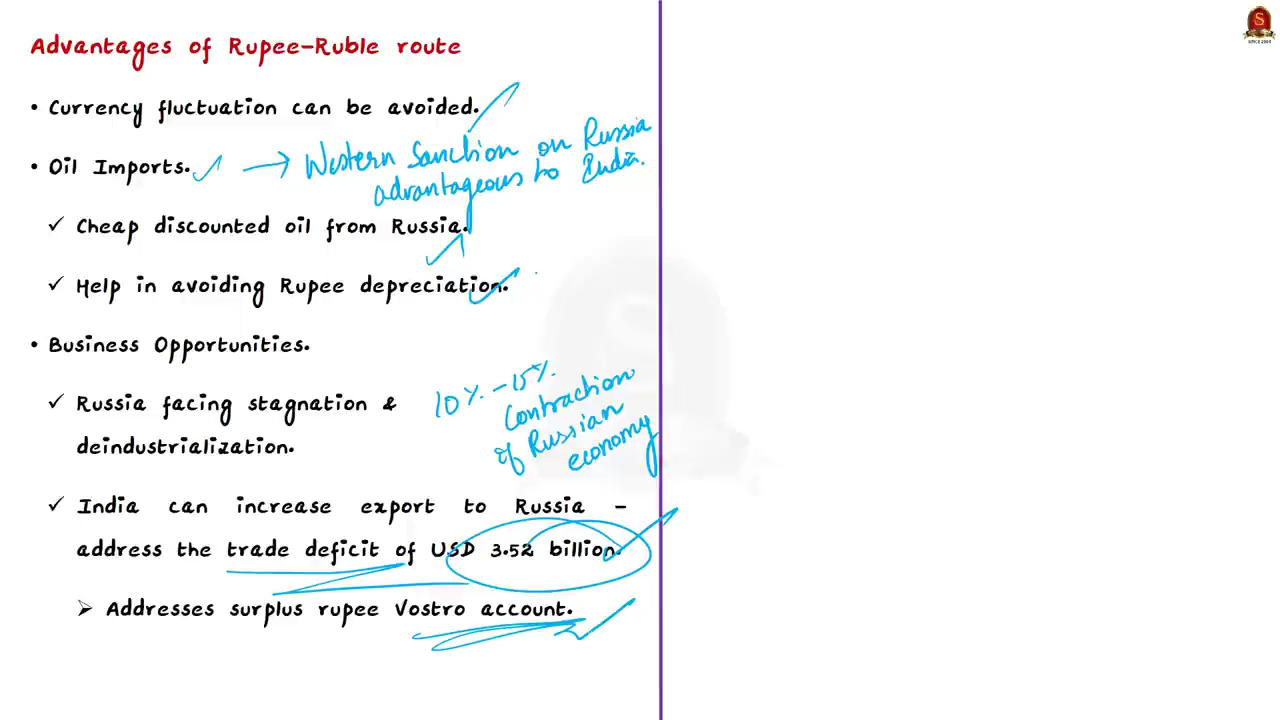 Advantages of Rupee-Ruble route
• Currency fluctuation can be avoided.
• Oil Imports.
→ Western Sanction on Russia
advantageous to India.
✓ Cheap discounted oil from Russia.
✓ Help in avoiding Rupee depreciation.
• Business Opportunities.
✓ Russia facing stagnation &
deindustrialization.
10% - 15%
Contraction
of Russian
economy
✓ India can increase export to Russia –
address the trade deficit of USD 3.52 billion.
➢ Addresses surplus rupee Vostro account.
S
SINCE 2004